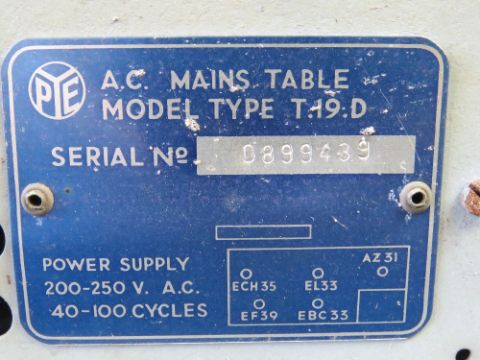 PYE
A.C. MAINS TABLE
MODEL TYPE T.19.D
SERIAL No D899439
POWER SUPPLY
200-250 V. A.C.
40-100 CYCLES
AZ31
ECH35 EL33
EF39 EBC33